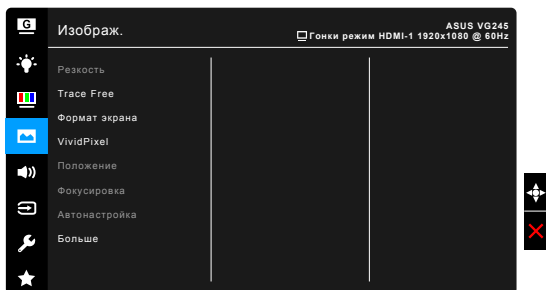 G
Изображ.
ASUS VG245
Гонки режим HDMI-1 1920x1080 @ 60Hz
Резкость
Trace Free
Формат экрана
VividPixel
Положение
Фокусировка
Автонастройка
Больше